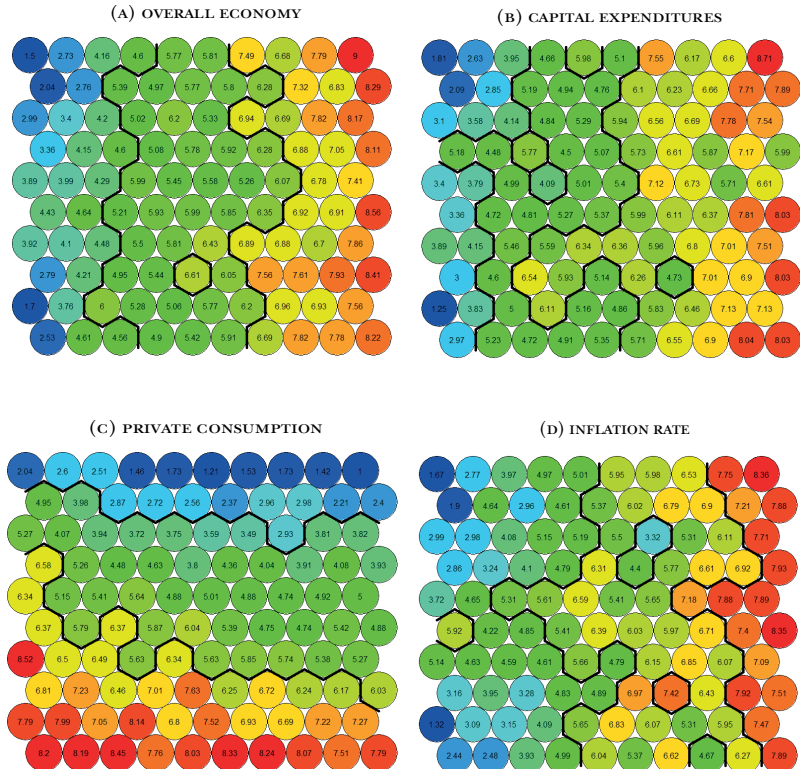 (A) OVERALL ECONOMY
1.5 2.73 4.16 4.6 5.77 5.81 7.49 6.68 7.79 9
2.04 2.76 5.39 4.97 5.77 5.8 6.28 7.32 6.83 8.29
2.99 3.4 4.2 5.02 6.2 5.33 6.94 6.69 7.82 8.17
3.36 4.15 4.6 5.08 5.78 5.92 6.28 6.88 7.05 8.11
3.89 3.99 4.29 5.99 5.45 5.58 5.26 6.07 6.78 7.41
4.43 4.64 5.21 5.93 5.99 5.85 6.35 6.92 6.91 8.56
3.92 4.1 4.48 5.5 5.81 6.43 6.89 6.88 6.7 7.86
2.79 4.21 4.95 5.44 6.61 6.05 7.56 7.61 7.93 8.41
1.7 3.76 6 5.28 5.06 5.77 6.2 6.96 6.93 7.56
2.53 4.61 4.56 4.9 5.42 5.91 6.69 7.82 7.78 8.22
(B) CAPITAL EXPENDITURES
1.81 2.63 3.95 4.66 5.98 5.1 7.55 6.17 6.6 8.71
2.09 2.85 5.19 4.94 4.76 6.1 6.23 6.66 7.71 7.89
3.1 3.58 4.14 4.84 5.29 5.94 6.56 6.69 7.78 7.54
5.18 4.48 5.77 4.5 5.07 5.73 6.61 5.87 7.17 5.99
3.4 3.79 4.99 4.09 5.01 5.4 7.12 6.73 5.71 6.61
3.36 4.72 4.81 5.27 5.37 5.99 6.11 6.37 7.81 8.03
3.89 4.15 5.46 5.59 6.34 6.36 5.96 6.8 7.01 7.51
3 4.6 6.54 5.93 5.14 6.26 4.73 7.01 6.9 8.03
1.25 3.83 5 6.11 5.16 4.86 5.83 6.46 7.13 7.13
2.97 5.23 4.72 4.91 5.35 5.71 6.55 6.9 8.04 8.03
(C) PRIVATE CONSUMPTION
2.04 2.6 2.51 1.46 1.73 1.21 1.53 1.73 1.42 1
4.95 3.98 2.87 2.72 2.56 2.37 2.96 2.98 2.21 2.4
5.27 4.07 3.94 3.72 3.75 3.59 3.49 2.93 3.81 3.82
6.58 5.26 4.48 4.63 3.8 4.36 4.04 3.91 4.08 3.93
6.34 5.15 5.41 5.64 4.88 5.01 4.88 4.74 4.92 5
6.37 5.79 6.37 5.87 6.04 5.39 4.75 4.74 5.42 4.88
8.52 6.5 6.49 5.63 6.34 5.63 5.85 5.74 5.38 5.27
6.81 7.23 6.46 7.01 7.63 6.25 6.72 6.24 6.17 6.03
7.79 7.99 7.05 8.14 6.8 7.52 6.93 7.69 7.22 7.27
8.2 8.19 8.45 7.76 8.03 8.33 8.24 8.07 7.51 7.79
(D) INFLATION RATE
1.67 2.77 3.97 4.97 5.01 5.95 5.98 6.53 7.75 8.36
1.9 4.64 2.96 4.61 5.37 6.02 6.79 6.9 7.21 7.88
2.99 2.98 4.08 5.15 5.19 5.5 3.32 5.31 6.11 7.71
2.86 3.24 4.1 4.79 6.31 4.4 5.77 6.61 6.92 7.93
3.72 4.65 5.31 5.61 6.59 5.41 5.65 7.18 7.88 7.89
5.92 4.22 4.85 5.41 6.39 6.03 5.97 6.71 7.4 8.35
5.14 4.63 4.59 4.61 5.66 4.79 6.15 6.85 6.07 7.09
3.16 3.95 3.28 4.83 4.89 6.97 7.42 6.43 7.92 7.51
1.32 3.09 3.15 4.09 5.65 6.83 6.07 5.31 5.95 7.47
2.44 2.48 3.93 4.99 6.04 5.37 6.62 4.67 6.27 7.89